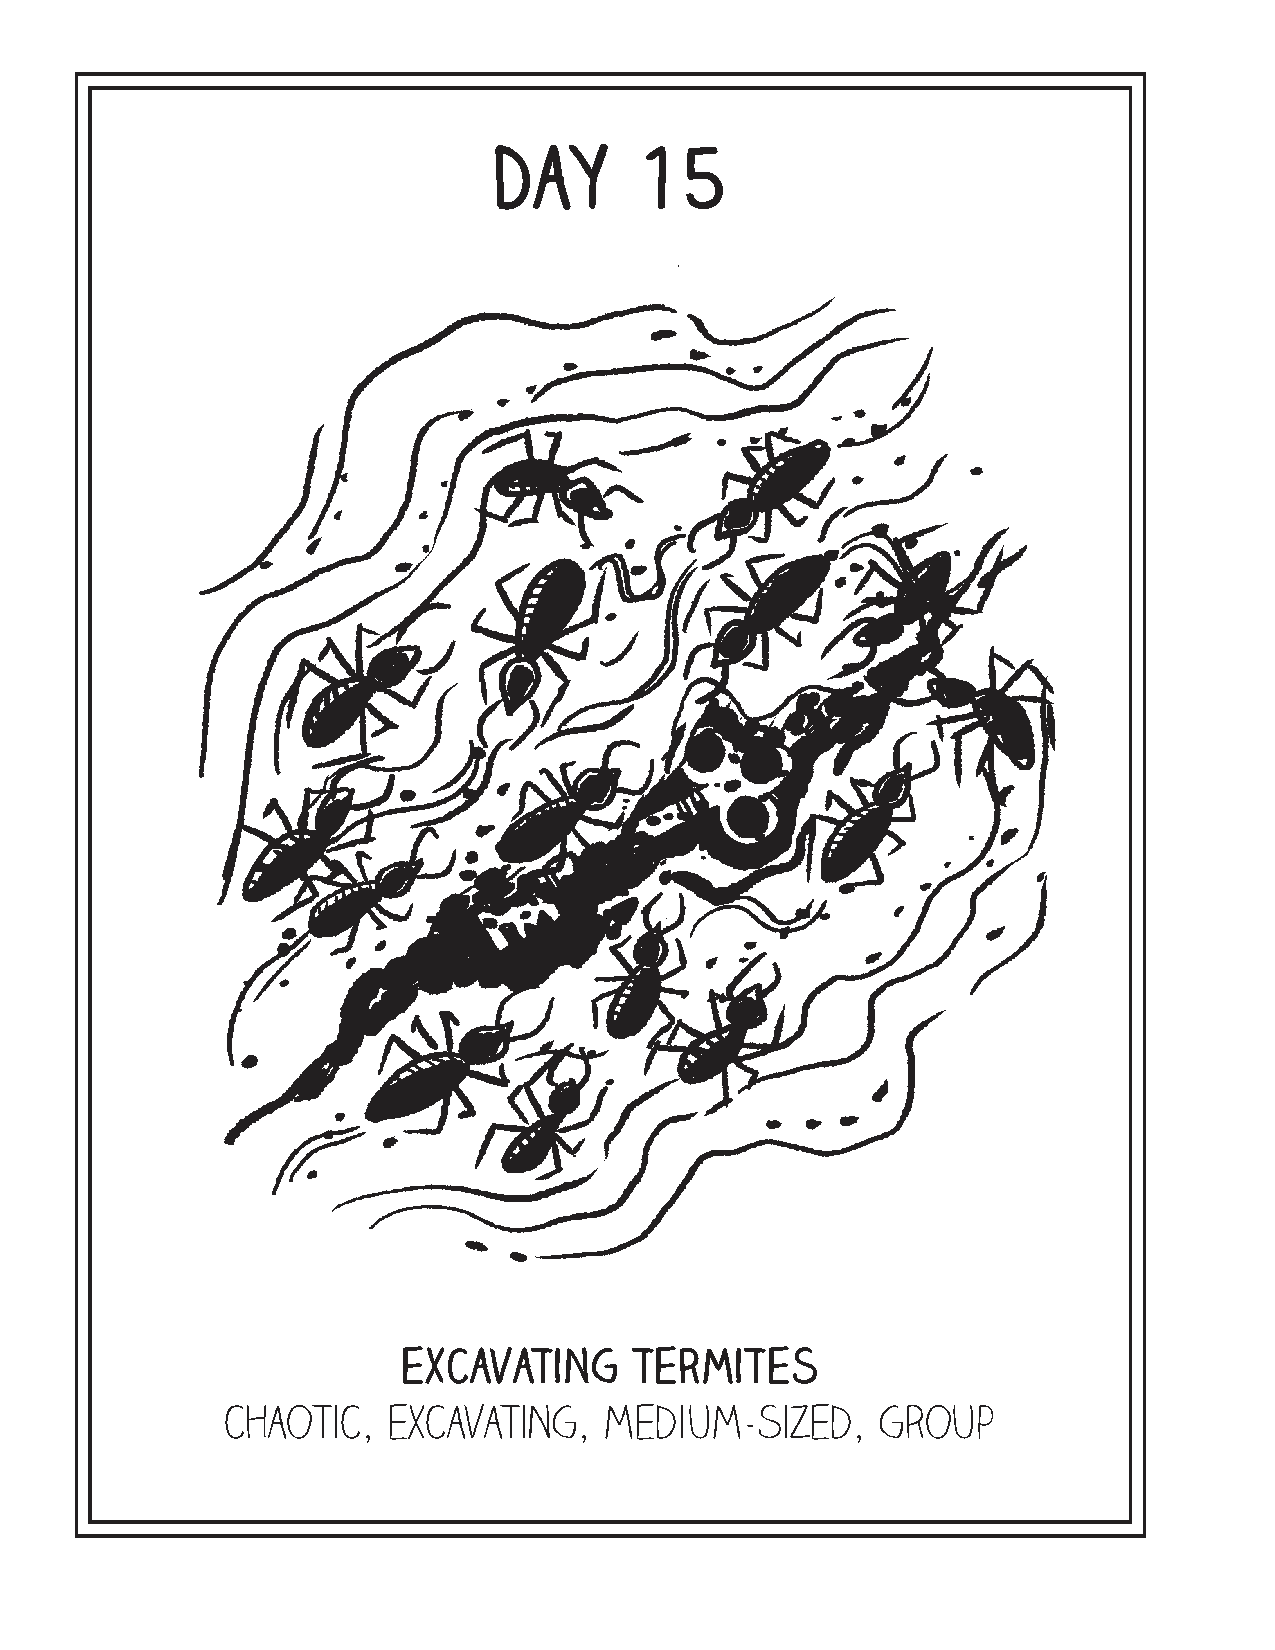 DAY 15
EXCAVATING TERMITES
CHAOTIC, EXCAVATING, MEDIUM-SIZED, GROUP